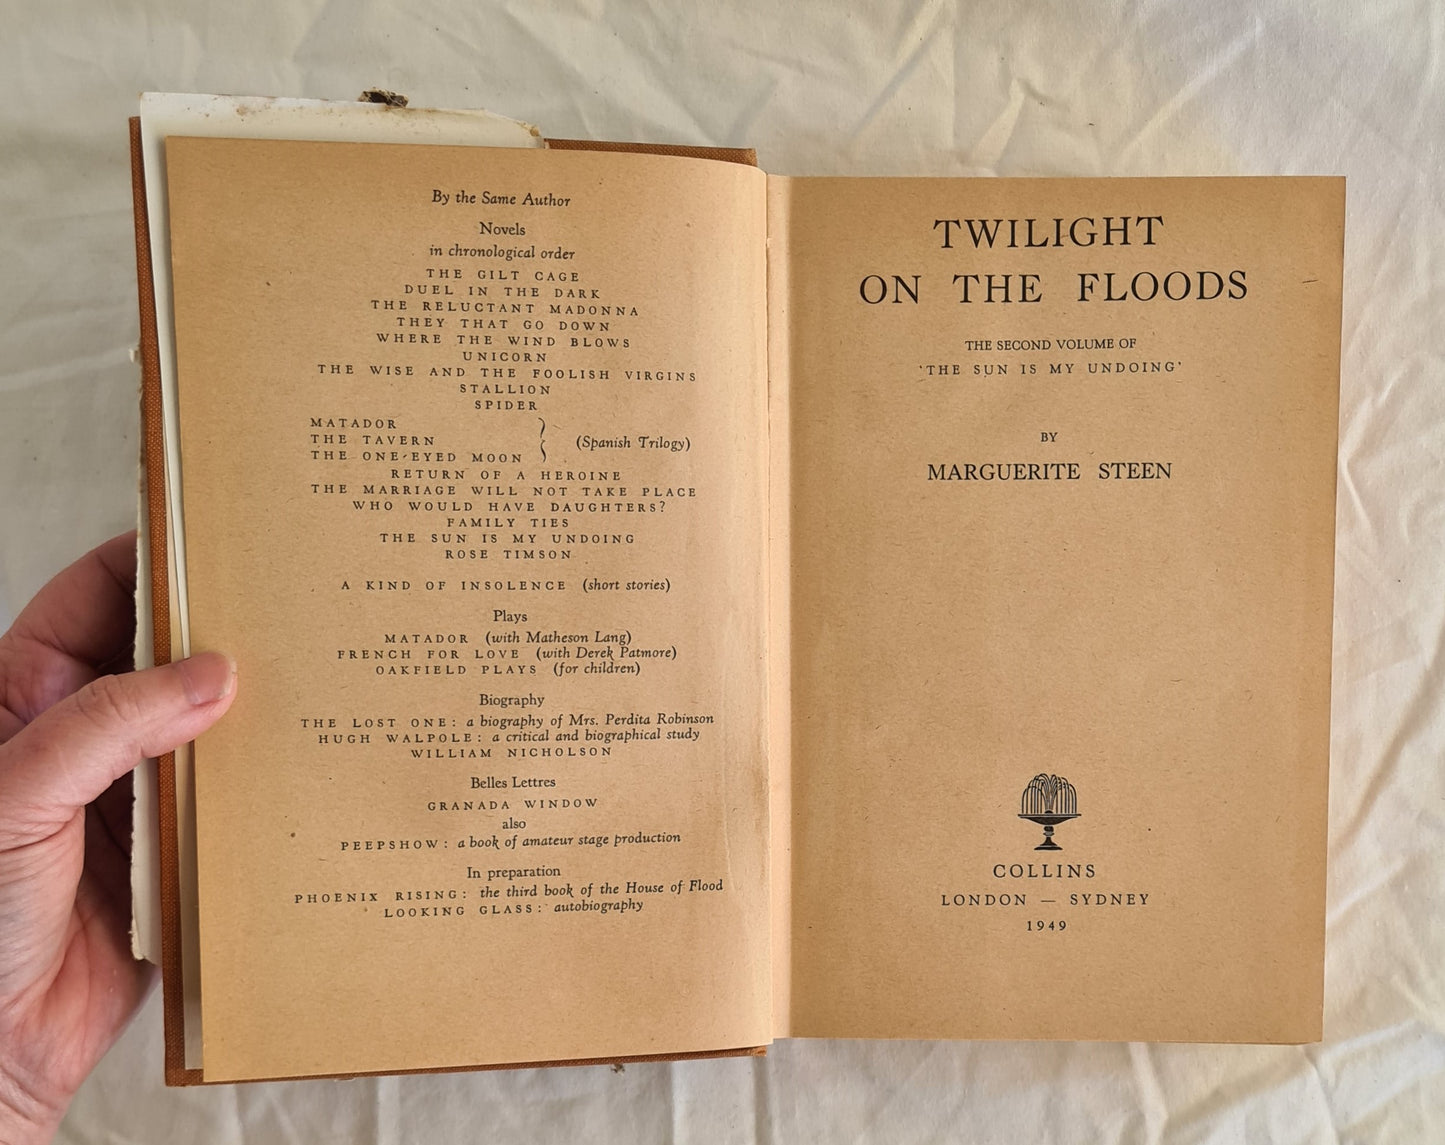 By the Same Author
Novels
in chronological order
THE GILT CAGE
DUEL IN THE DARK
THE RELUCTANT MADONNA
THEY THAT GO DOWN
WHERE THE WIND BLOWS
UNICORN
THE WISE AND THE FOOLISH VIRGINS
STALLION
SPIDER
MATADOR
THE TAVERN (Spanish Trilogy)
THE ONE-EYED MOON
RETURN OF A HEROINE
THE MARRIAGE WILL NOT TAKE PLACE
WHO WOULD HAVE DAUGHTERS?
FAMILY TIES
THE SUN IS MY UNDOING
ROSE TIMSON
A KIND OF INSOLENCE (short stories)
Plays
MATADOR (with Matheson Lang)
FRENCH FOR LOVE (with Derek Patmore)
OAKFIELD PLAYS (for children)
Biography
THE LOST ONE: a biography of Mrs. Perdita Robinson
HUGH WALPOLE: a critical and biographical study
WILLIAM NICHOLSON
Belles Lettres
GRANADA WINDOW
also
PEEPSHOW: a book of amateur stage production
In preparation
PHOENIX RISING: the third book of the House of Flood
LOOKING GLASS: autobiography
TWILIGHT
ON THE FLOODS
THE SECOND VOLUME OF
'THE SUN IS MY UNDOING'
BY
MARGUERITE STEEN
COLLINS
LONDON — SYDNEY
1949